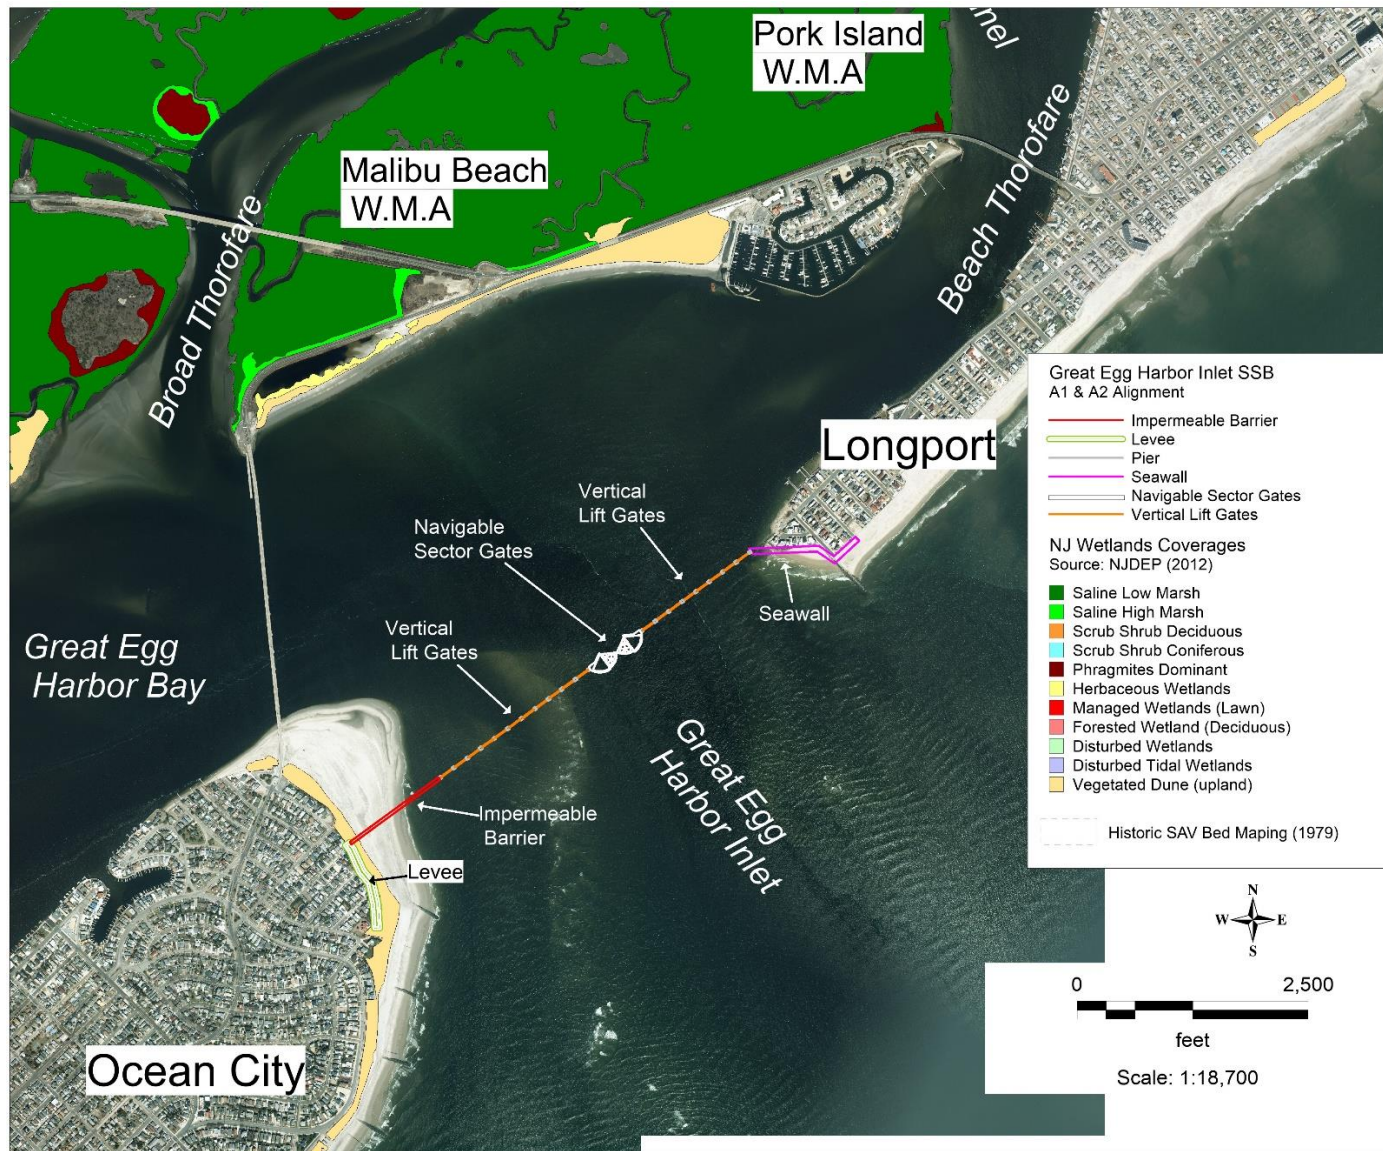 nel
Pork Island
W.M.A
Malibu Beach
W.M.A
Broad Thorofare
Beach Thorofare
Longport
Great Egg Harbor Inlet SSB
A1 & A2 Alignment
Impermeable Barrier
Levee
Pier
Seawall
Navigable Sector Gates
Vertical Lift Gates
NJ Wetlands Coverages
Source: NJDEP (2012)
Saline Low Marsh
Saline High Marsh
Scrub Shrub Deciduous
Scrub Shrub Coniferous
Phragmites Dominant
Herbaceous Wetlands
Managed Wetlands (Lawn)
Forested Wetland (Deciduous)
Disturbed Wetlands
Disturbed Tidal Wetlands
Vegetated Dune (upland)
Historic SAV Bed Maping (1979)
Vertical
Lift Gates
Navigable
Sector Gates
Seawall
Vertical
Lift Gates
Great Egg
Harbor Bay
Great Egg
Harbor Inlet
Impermeable
Barrier
Levee
Ocean City
N
W E
S
0 2,500
feet
Scale: 1:18,700